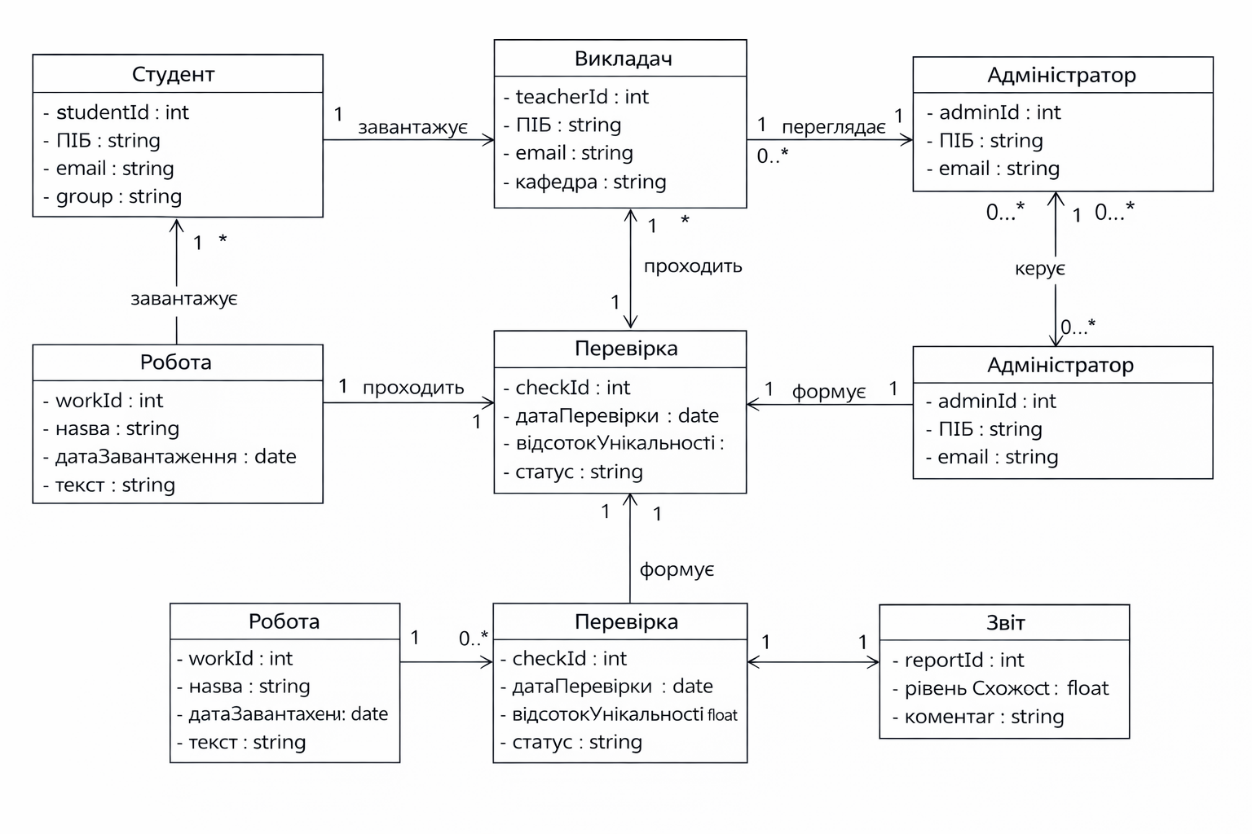 Студент
- studentId : int
- ПІБ : string
- email : string
- group : string
1
завантажує
Викладач
- teacherId : int
- ПІБ : string
- email : string
- кафедра : string
1 переглядає 1
0..*
Адміністратор
- adminId : int
- ПІБ : string
- email : string
1 *
завантажує
1 *
проходить
1
0...* 1 0...*
керує
0...*
Робота
- workId : int
- назва : string
- датаЗавантаження : date
- текст : string
1 проходить
1
Перевірка
- checkId : int
- датаПеревірки : date
- відсотокУнікальності :
- статус : string
1 формує 1
Адміністратор
- adminId : int
- ПІБ : string
- email : string
1 1
формує
Робота
- workId : int
- назва : string
- датаЗавантахені: date
- текст : string
1 0..*
Перевірка
- checkId : int
- датаПеревірки : date
- відсотокУнікальності float
- статус : string
1 1
Звіт
- reportId : int
- рівень Схожост : float
- коментар : string